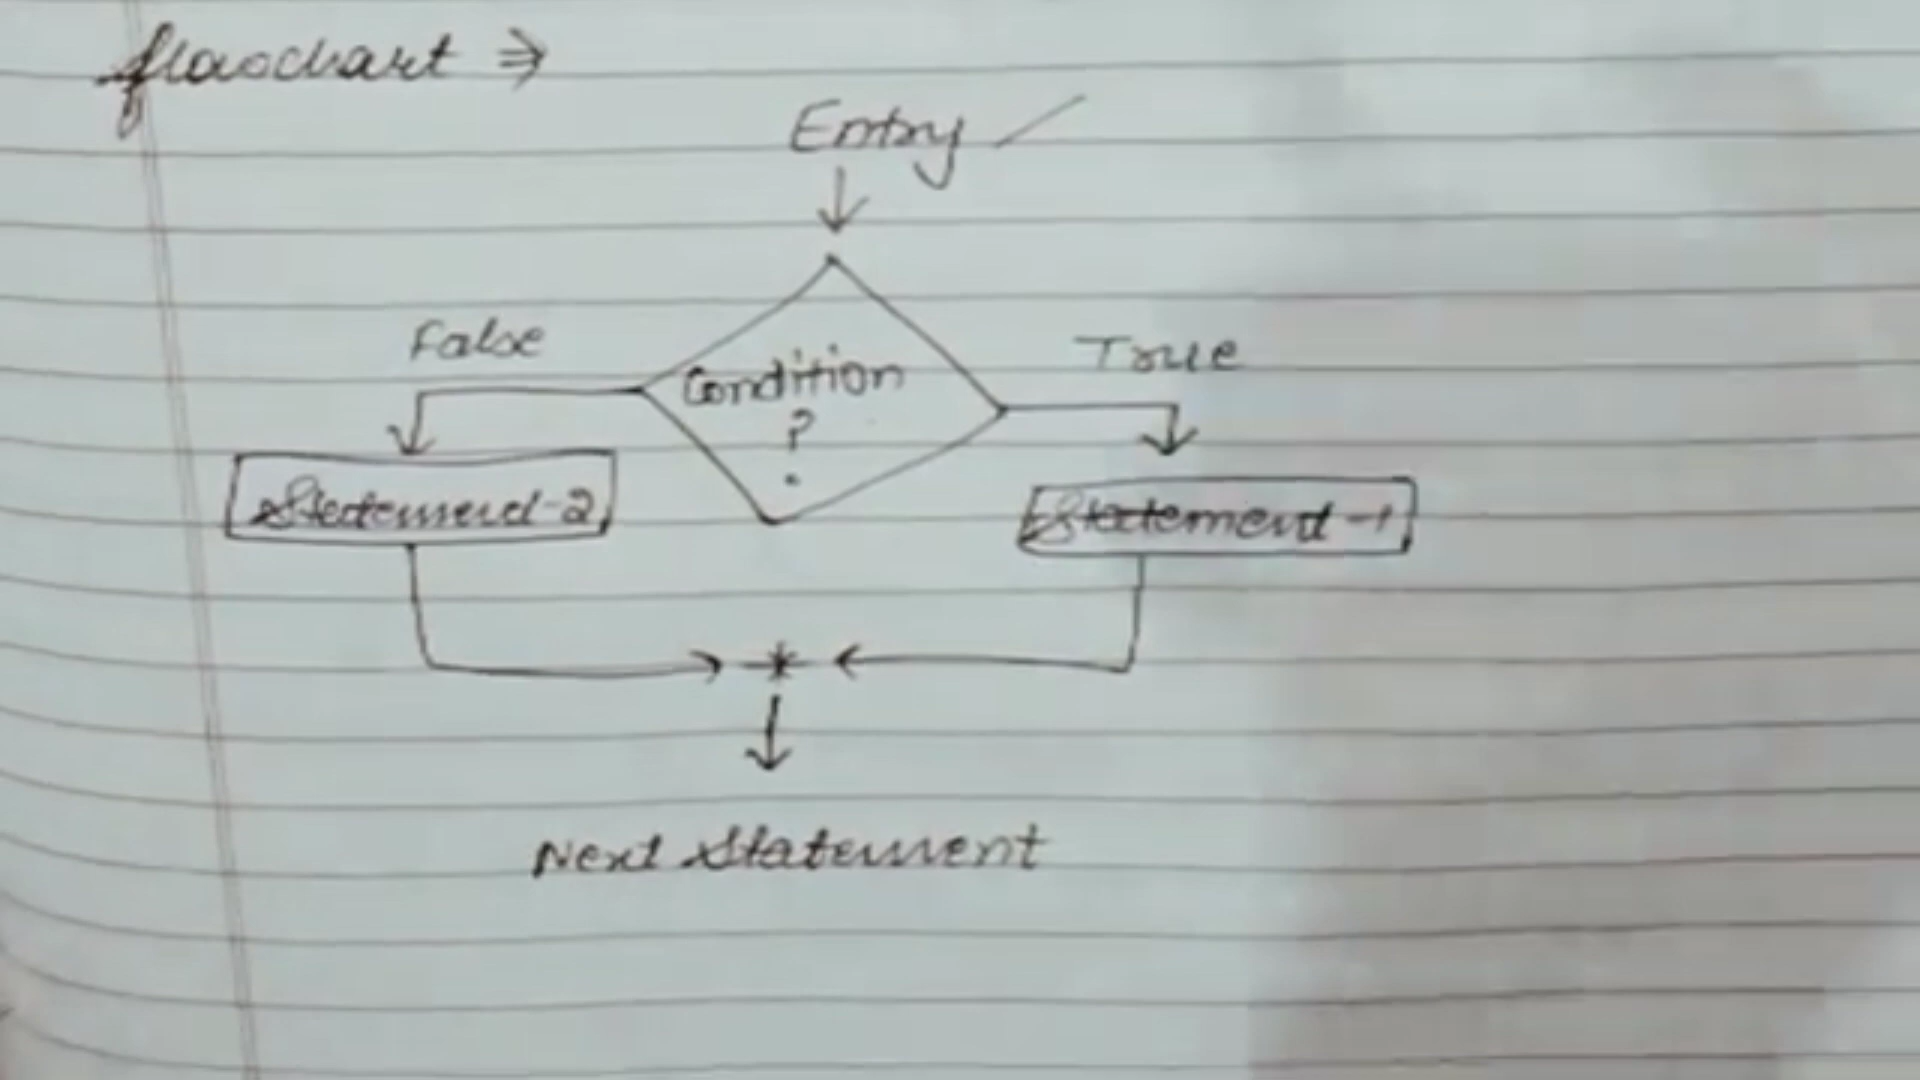 flowchart ⇒
Entry
False
True
Condition
?
Statement-2
Statement-1
Next Statement